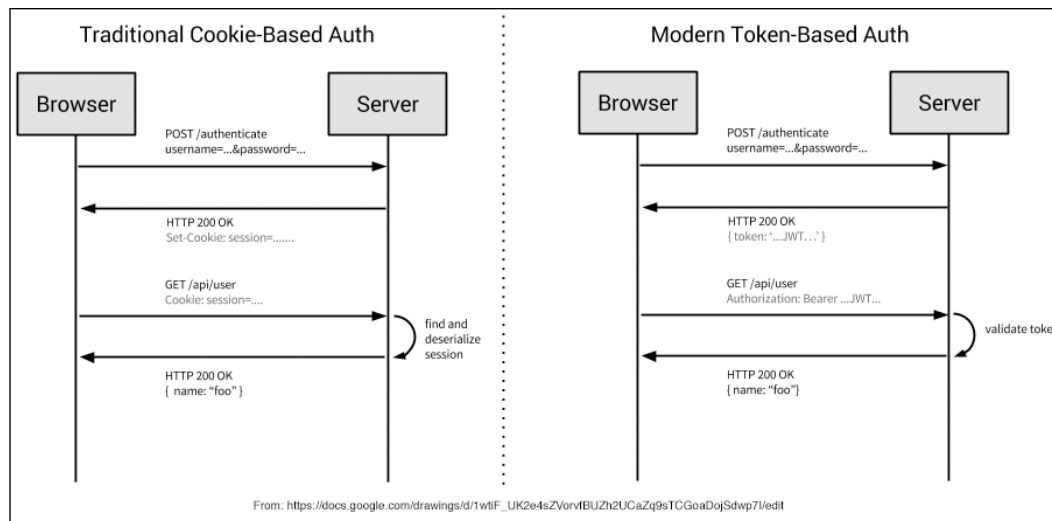 Traditional Cookie-Based Auth
Browser
Server
POST /authenticate
username=...&password=...
HTTP 200 OK
Set-Cookie: session=.......
GET /api/user
Cookie: session=....
find and
deserialize
session
HTTP 200 OK
{ name: “foo” }
Modern Token-Based Auth
Browser
Server
POST /authenticate
username=...&password=...
HTTP 200 OK
{ token: ‘...JWT...’ }
GET /api/user
Authorization: Bearer ...JWT...
validate toke
HTTP 200 OK
{ name: “foo”}
From: https://docs.google.com/drawings/d/1wtiF_UK2e4sZVorvfBUZh2UCaZq9sTCGoaDojSdwp7I/edit